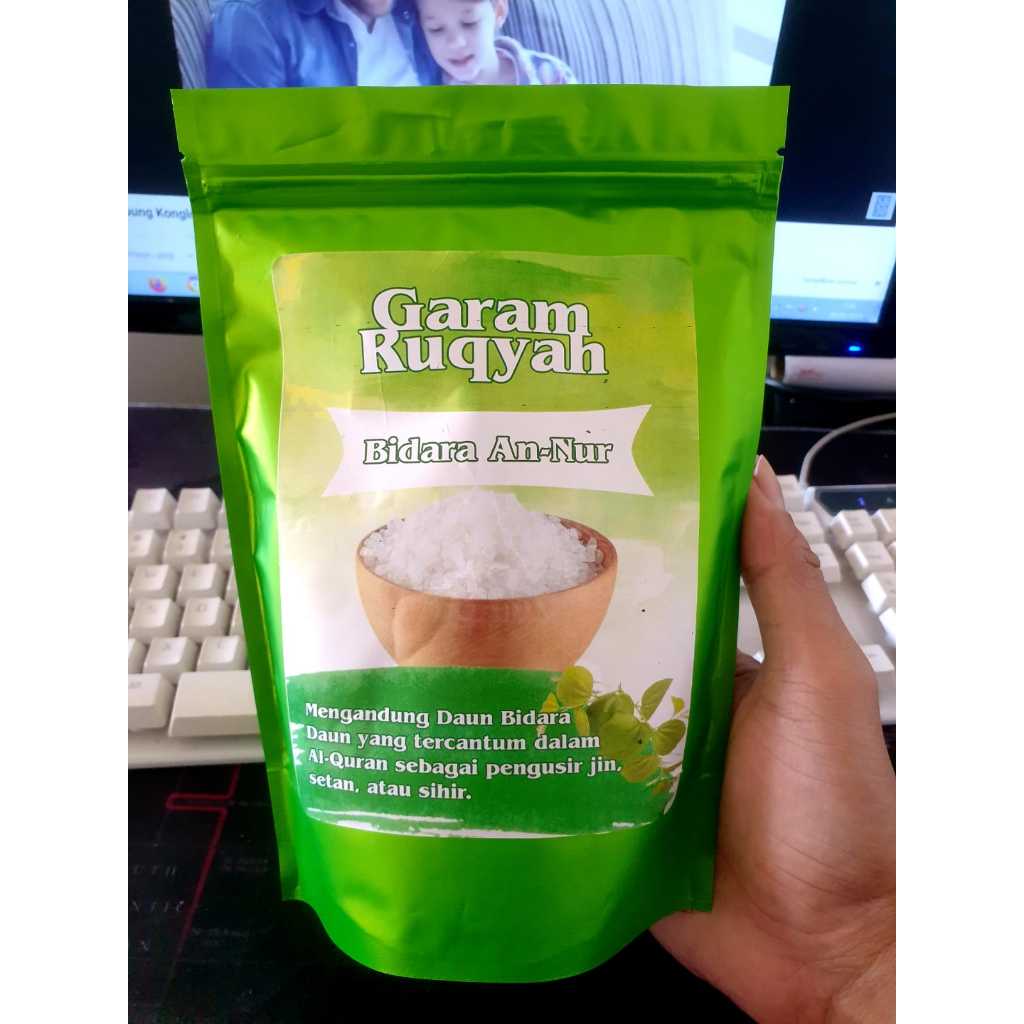 Garam
Ruqyah
Bidara An-Nur
Mengandung Daun Bidara
Daun yang tercantum dalam
Al-Quran sebagai pengusir jin,
setan, atau sihir.